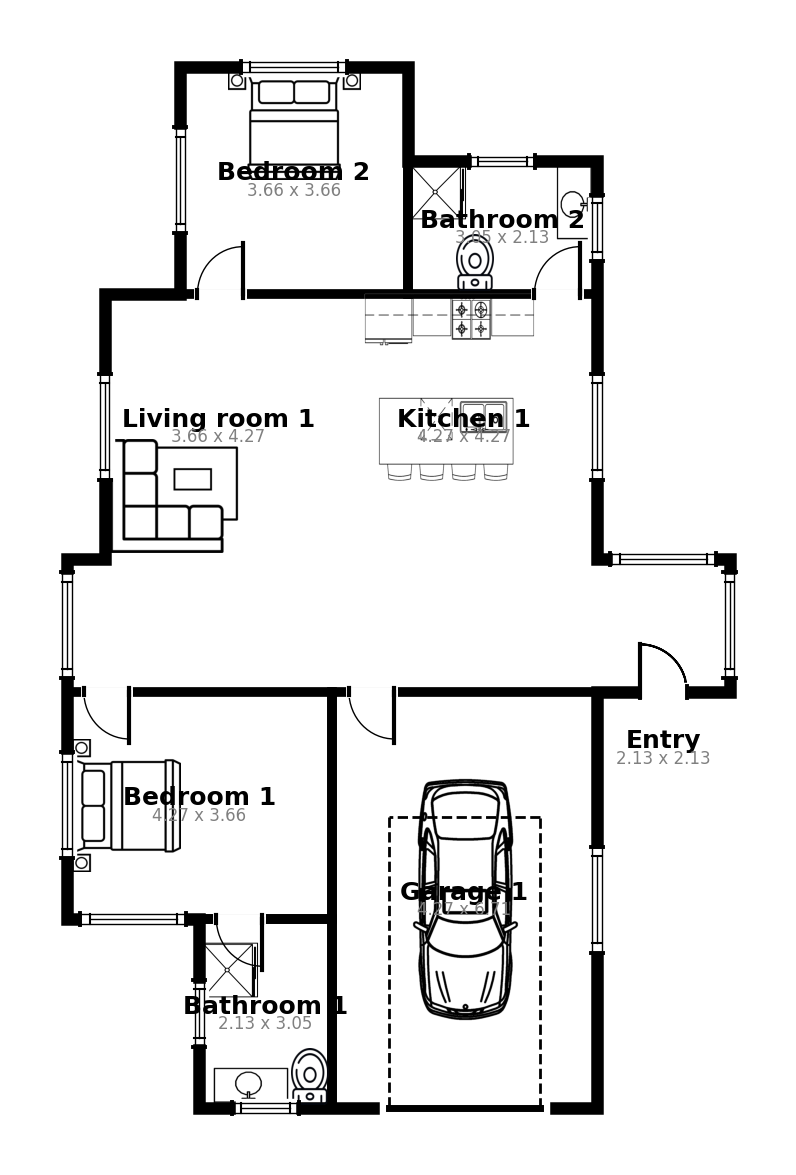 Bedroom 2
3.66 x 3.66
Bathroom 2
3.05 x 2.13
Living room 1
3.66 x 4.27
Kitchen 1
4.27 x 4.27
Entry
2.13 x 2.13
Bedroom 1
4.27 x 3.66
Garage 1
4.27 x 6.71
Bathroom 1
2.13 x 3.05